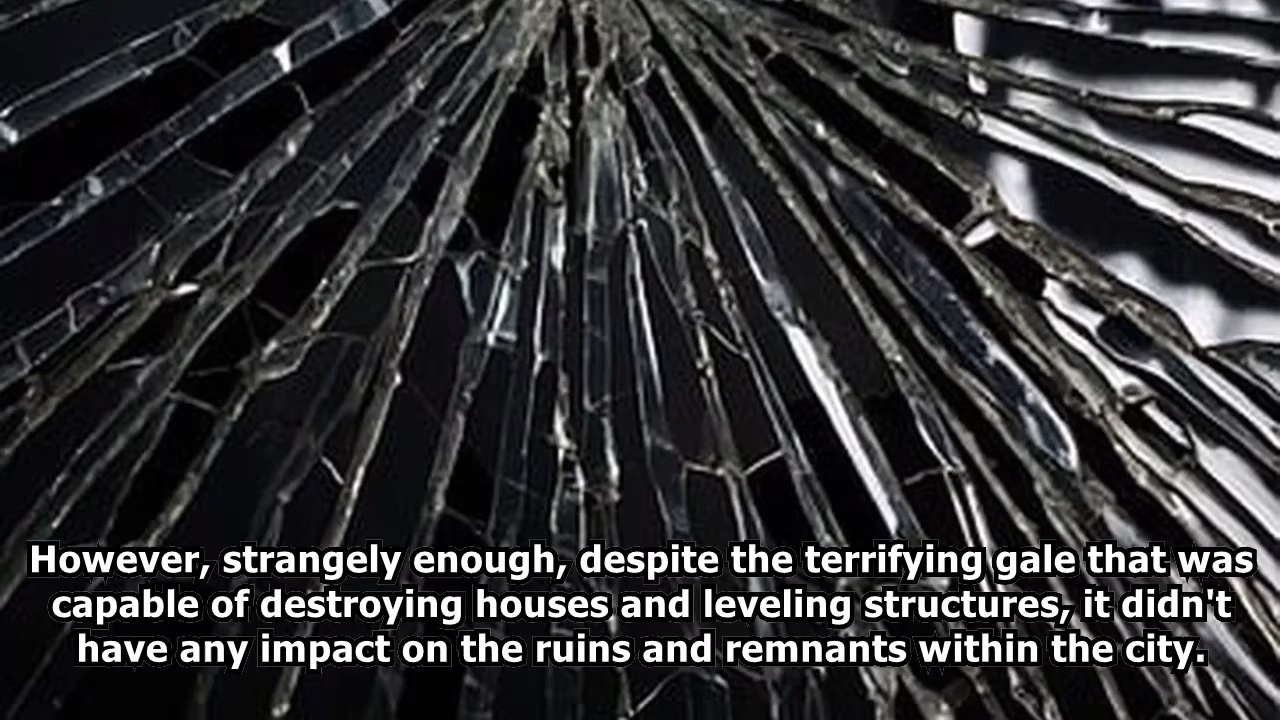 However, strangely enough, despite the terrifying gale that was
capable of destroying houses and leveling structures, it didn't
have any impact on the ruins and remnants within the city.